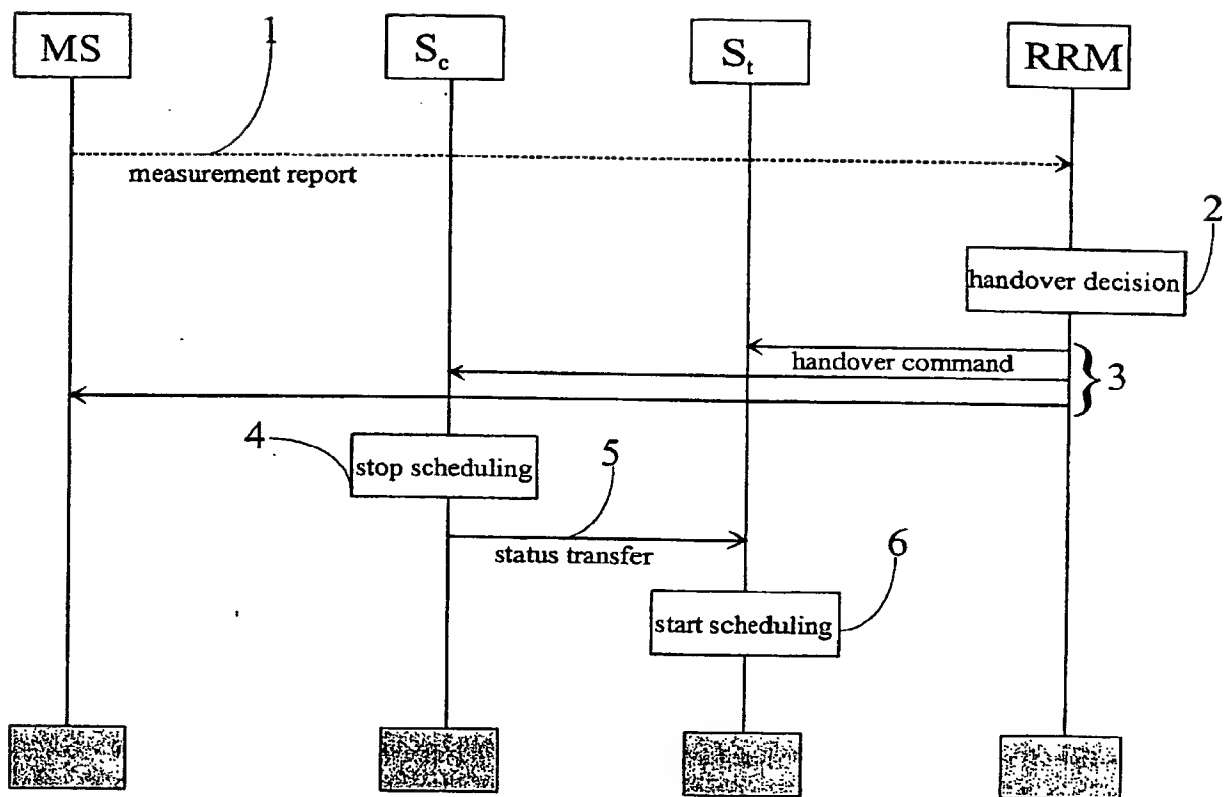 MS
1
S_c
S_t
RRM
measurement report
2
handover decision
handover command
3
4
stop scheduling
5
status transfer
6
start scheduling